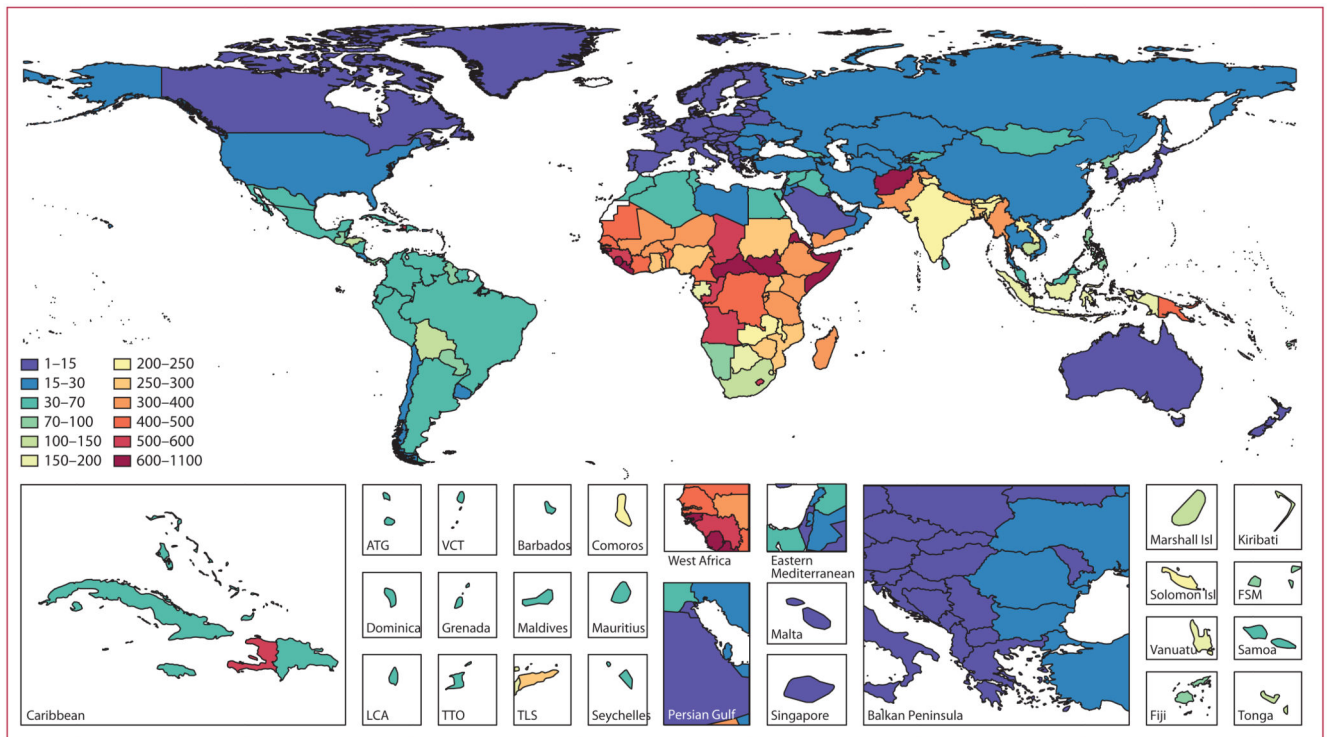 1–15
15–30
30–70
70–100
100–150
150–200
200–250
250–300
300–400
400–500
500–600
600–1100
Caribbean
ATG
VCT
Barbados
Comoros
Dominica
Grenada
Maldives
Mauritius
LCA
TTO
TLS
Seychelles
West Africa
Eastern
Mediterranean
Persian Gulf
Malta
Singapore
Balkan Peninsula
Marshall Isl
Kiribati
Solomon Isl
FSM
Vanuatu
Samoa
Fiji
Tonga